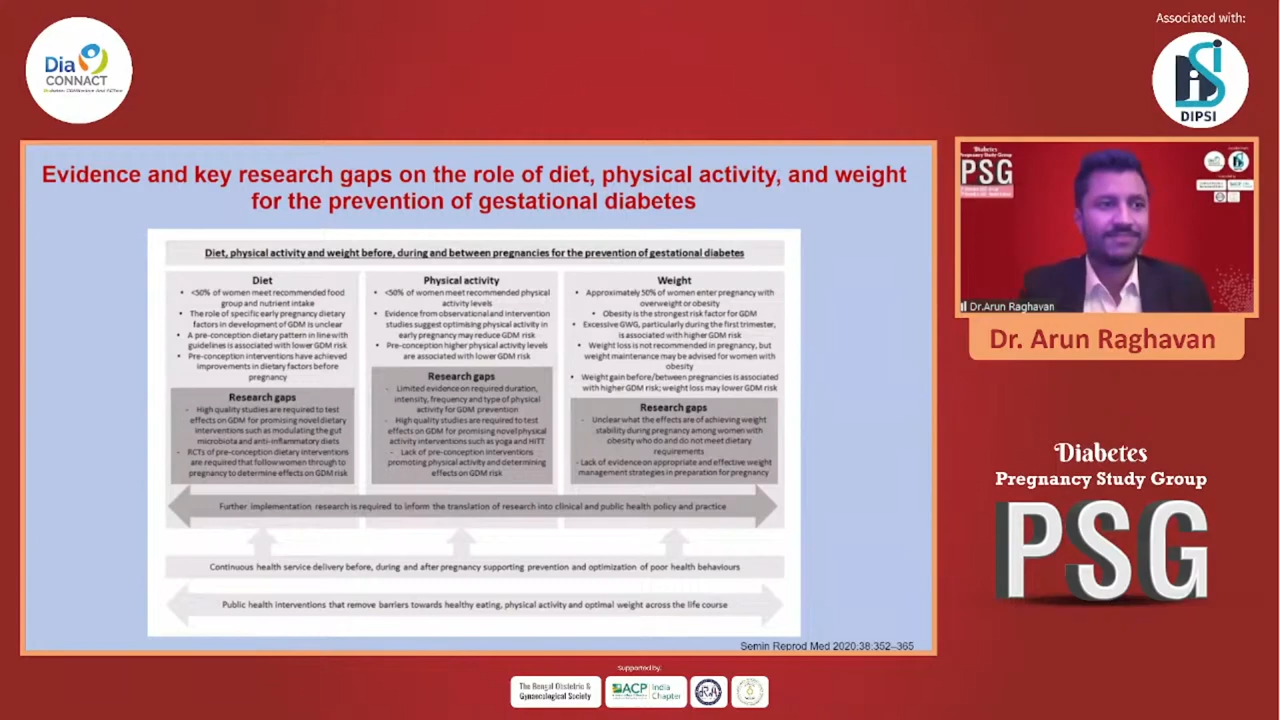 Associated with:
Dia
CONNACT
DIPSI
Evidence and key research gaps on the role of diet, physical activity, and weight
for the prevention of gestational diabetes
Diet, physical activity and weight before, during and between pregnancies for the prevention of gestational diabetes
Diet
• <50% of women meet recommended food
group and nutrient intake
• The role of specific early pregnancy dietary
factors in development of GDM is unclear
• A pre-conception dietary pattern in line with
guidelines is associated with lower GDM risk
• Pre-conception interventions have achieved
improvements in dietary factors before
pregnancy
Research gaps
- High quality studies are required to test
effects on GDM for promising novel dietary
interventions such as modulating the gut
microbiota and anti-inflammatory diets
- RCTs of pre-conception dietary interventions
are required that follow women through to
pregnancy to determine effects on GDM risk
Physical activity
• <50% of women meet recommended physical
activity levels
• Evidence from observational and intervention
studies suggest optimising physical activity in
early pregnancy may reduce GDM risk
• Pre-conception higher physical activity levels
are associated with lower GDM risk
Research gaps
- Limited evidence on required duration,
intensity, frequency and type of physical
activity for GDM prevention
- High quality studies are required to test
effects on GDM for promising novel physical
activity interventions such as yoga and HITT
- Lack of pre-conception interventions
promoting physical activity and determining
effects on GDM risk
Weight
• Approximately 50% of women enter pregnancy with
overweight or obesity
• Obesity is the strongest risk factor for GDM
• Excessive GWG, particularly during the first trimester,
is associated with higher GDM risk
• Weight loss is not recommended in pregnancy, but
weight maintenance may be advised for women with
obesity
• Weight gain before/between pregnancies is associated
with higher GDM risk; weight loss may lower GDM risk
Research gaps
- Unclear what the effects are of achieving weight
stability during pregnancy among women with
obesity who do and do not meet dietary
requirements
- Lack of evidence on appropriate and effective weight
management strategies in preparation for pregnancy
Further implementation research is required to inform the translation of research into clinical and public health policy and practice
Continuous health service delivery before, during and after pregnancy supporting prevention and optimization of poor health behaviours
Public health interventions that remove barriers towards healthy eating, physical activity and optimal weight across the life course
Semin Reprod Med 2020;38:352–365
Diabetes
Pregnancy Study Group
PSG
Dr.Arun Raghavan
Dr. Arun Raghavan
Diabetes
Pregnancy Study Group
PSG
Supported by:
The Bengal Obstetric &
Gynaecological Society
ACP
India
Chapter